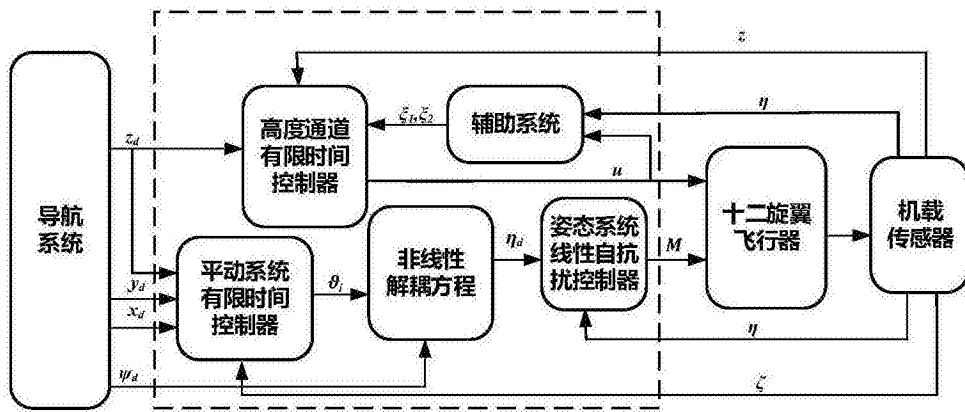 z
η
ξ1,ξ2
辅助系统
高度通道
有限时间
控制器
zd
u
导航
系统
十二旋翼
飞行器
机载
传感器
姿态系统
线性自抗
扰控制器
ηd
M
非线性
解耦方程
平动系统
有限时间
控制器
ϑi
yd
xd
η
ψd
ζ